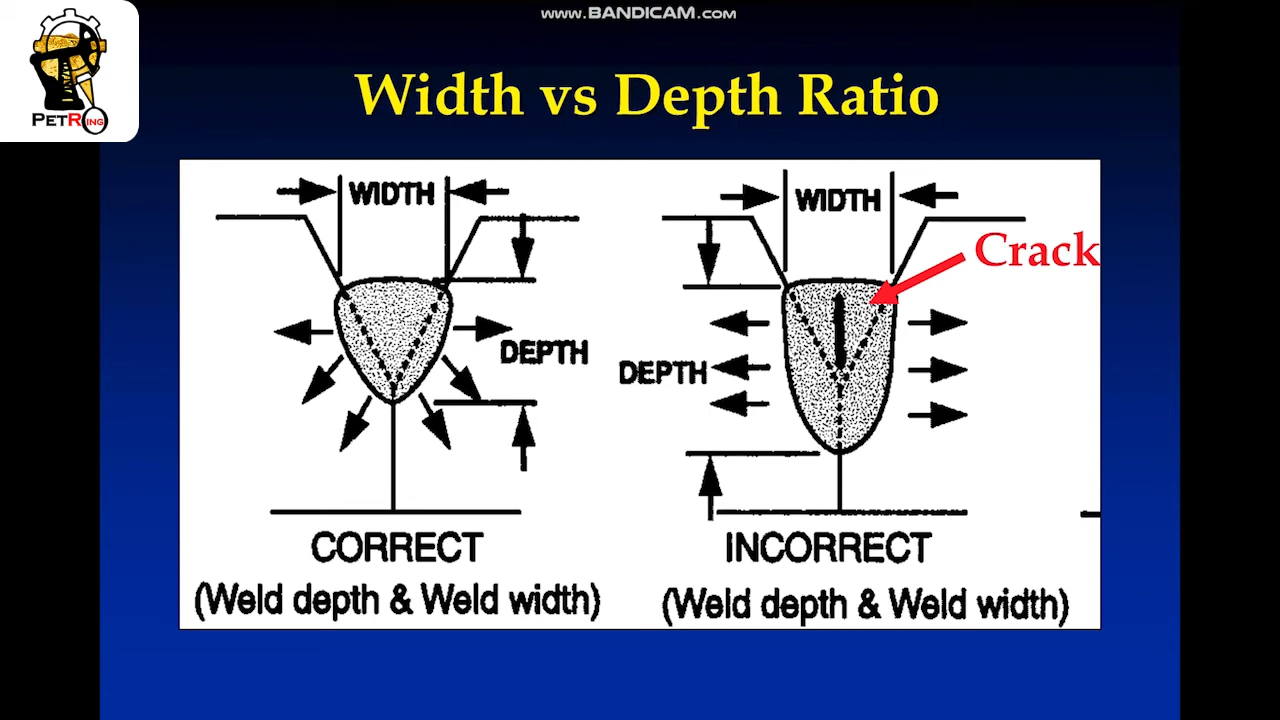 www.BANDICAM.com
PETRING
Width vs Depth Ratio
WIDTH
WIDTH
Crack
DEPTH
DEPTH
CORRECT
INCORRECT
(Weld depth & Weld width)
(Weld depth & Weld width)